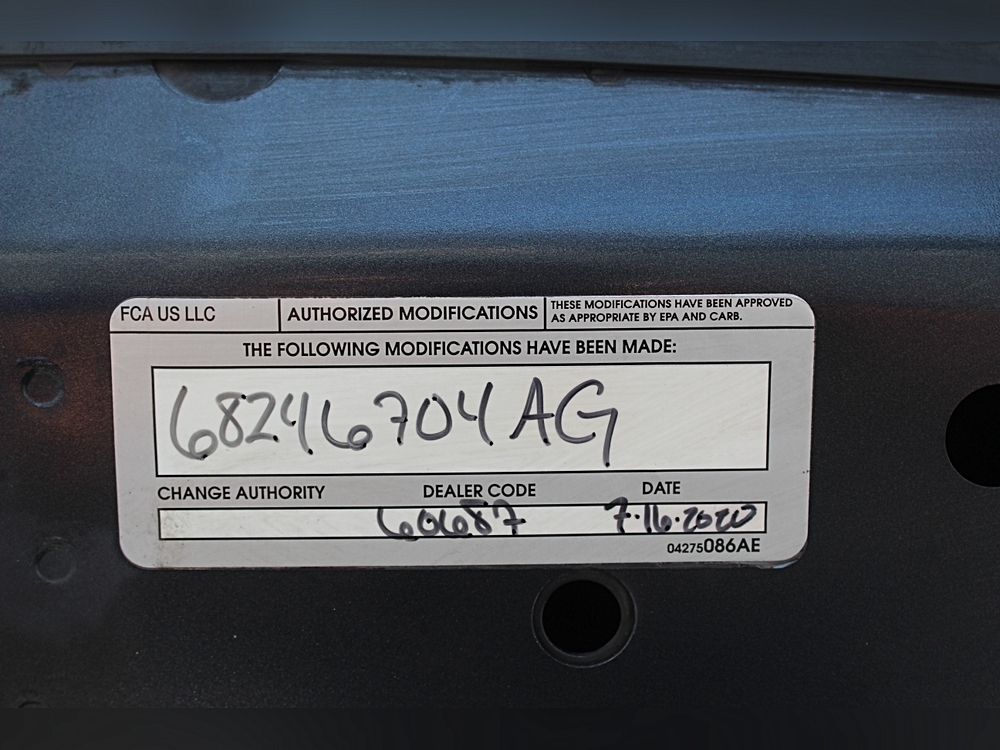 FCA US LLC
AUTHORIZED MODIFICATIONS
THESE MODIFICATIONS HAVE BEEN APPROVED
AS APPROPRIATE BY EPA AND CARB.
THE FOLLOWING MODIFICATIONS HAVE BEEN MADE:
68246704AG
CHANGE AUTHORITY DEALER CODE DATE
60687 7·16·2020
04275086AE